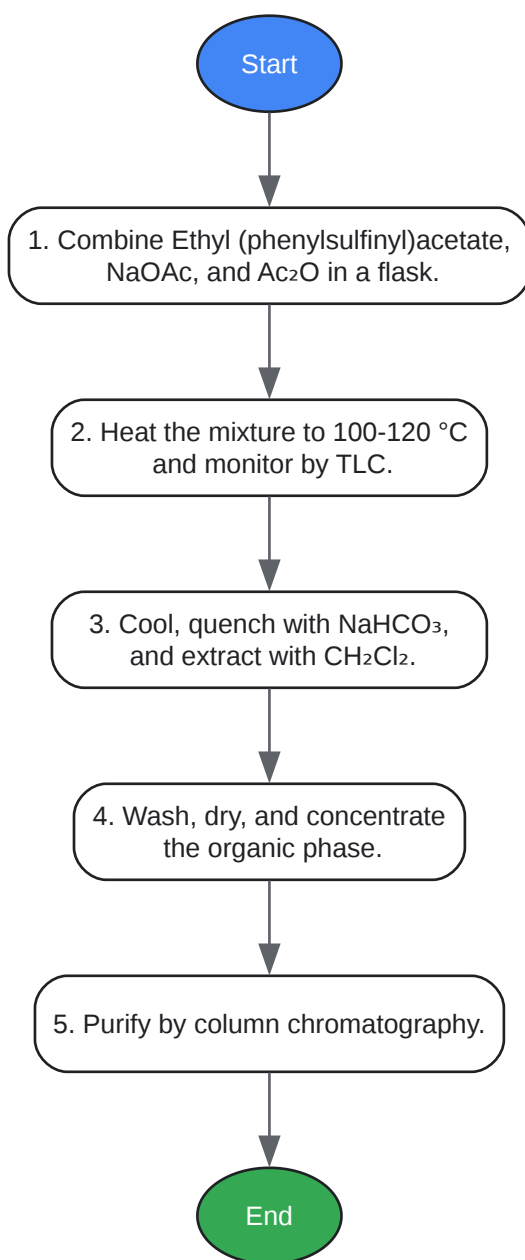 Start
1. Combine Ethyl (phenylsulfinyl)acetate,
NaOAc, and Ac₂O in a flask.
2. Heat the mixture to 100-120 °C
and monitor by TLC.
3. Cool, quench with NaHCO₃,
and extract with CH₂Cl₂.
4. Wash, dry, and concentrate
the organic phase.
5. Purify by column chromatography.
End